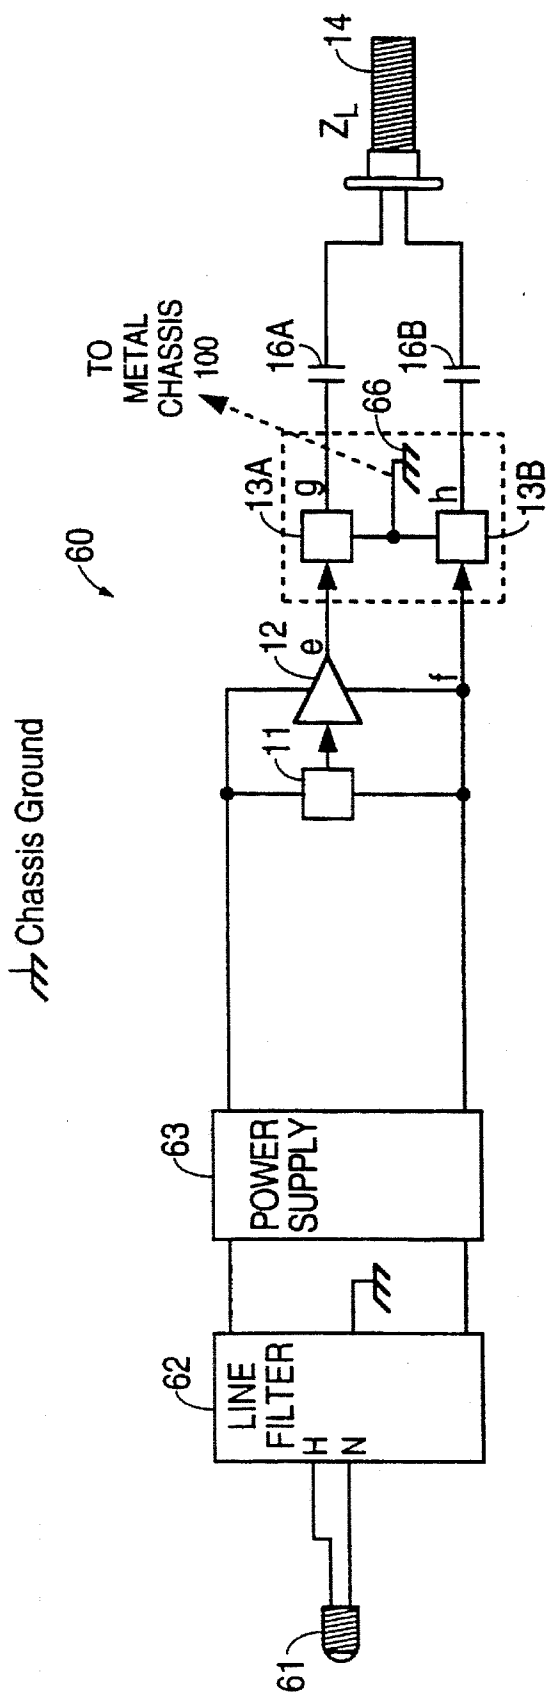 Chassis Ground
60
TO
METAL
CHASSIS
100
61
62
LINE
FILTER
H
N
63
POWER
SUPPLY
11
12
e
f
13A
g
66
h
13B
16A
16B
Z_L
14